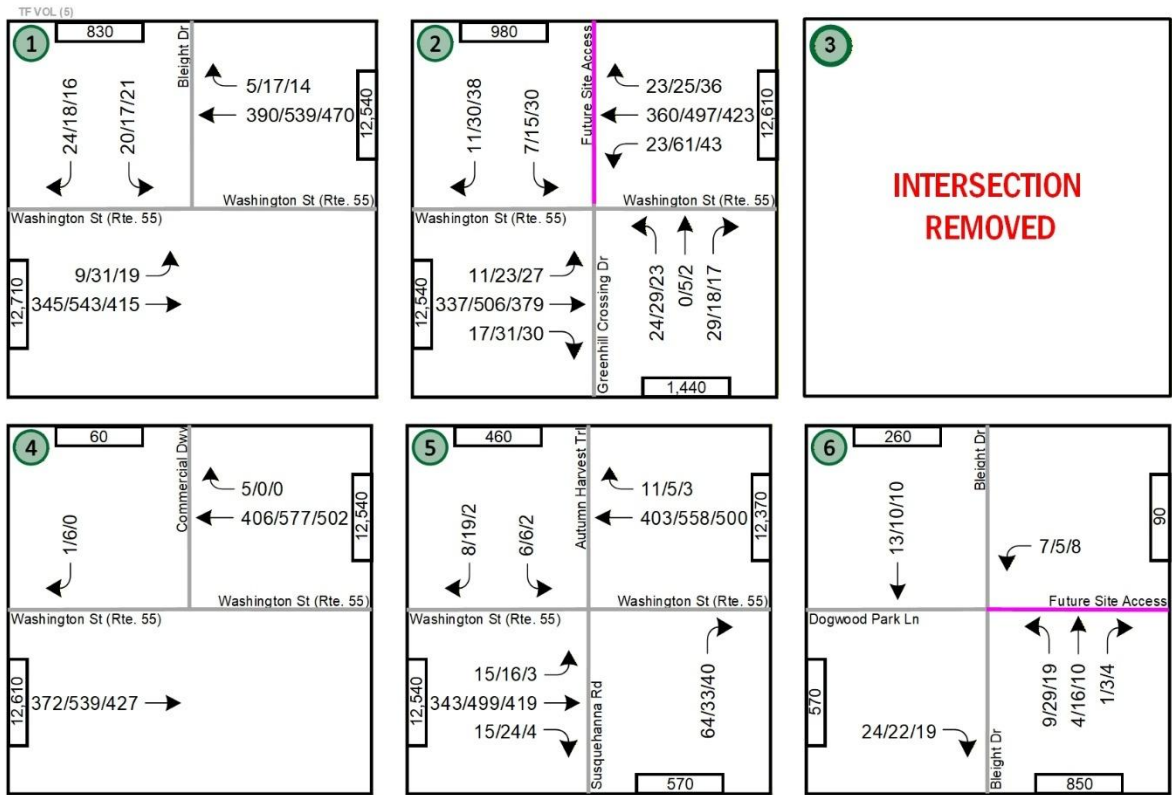 TF VOL (5)
1
830
Bleight Dr
24/18/16
20/17/21
5/17/14
390/539/470
12,540
Washington St (Rte. 55)
Washington St (Rte. 55)
12,710
9/31/19
345/543/415
2
980
Future Site Access
11/30/38
7/15/30
23/25/36
360/497/423
23/61/43
12,610
Washington St (Rte. 55)
Washington St (Rte. 55)
12,540
11/23/27
337/506/379
17/31/30
Greenhill Crossing Dr
24/29/23
0/5/2
29/18/17
1,440
3
INTERSECTION
REMOVED
4
60
Commercial Dwy
1/6/0
5/0/0
406/577/502
12,540
Washington St (Rte. 55)
Washington St (Rte. 55)
12,610
372/539/427
5
460
Autumn Harvest Trl
8/19/2
6/6/2
11/5/3
403/558/500
12,370
Washington St (Rte. 55)
Washington St (Rte. 55)
12,540
15/16/3
343/499/419
15/24/4
Susquehanna Rd
64/33/40
570
6
260
Bleight Dr
13/10/10
7/5/8
90
Future Site Access
Dogwood Park Ln
570
24/22/19
Bleight Dr
9/29/19
4/16/10
1/3/4
850